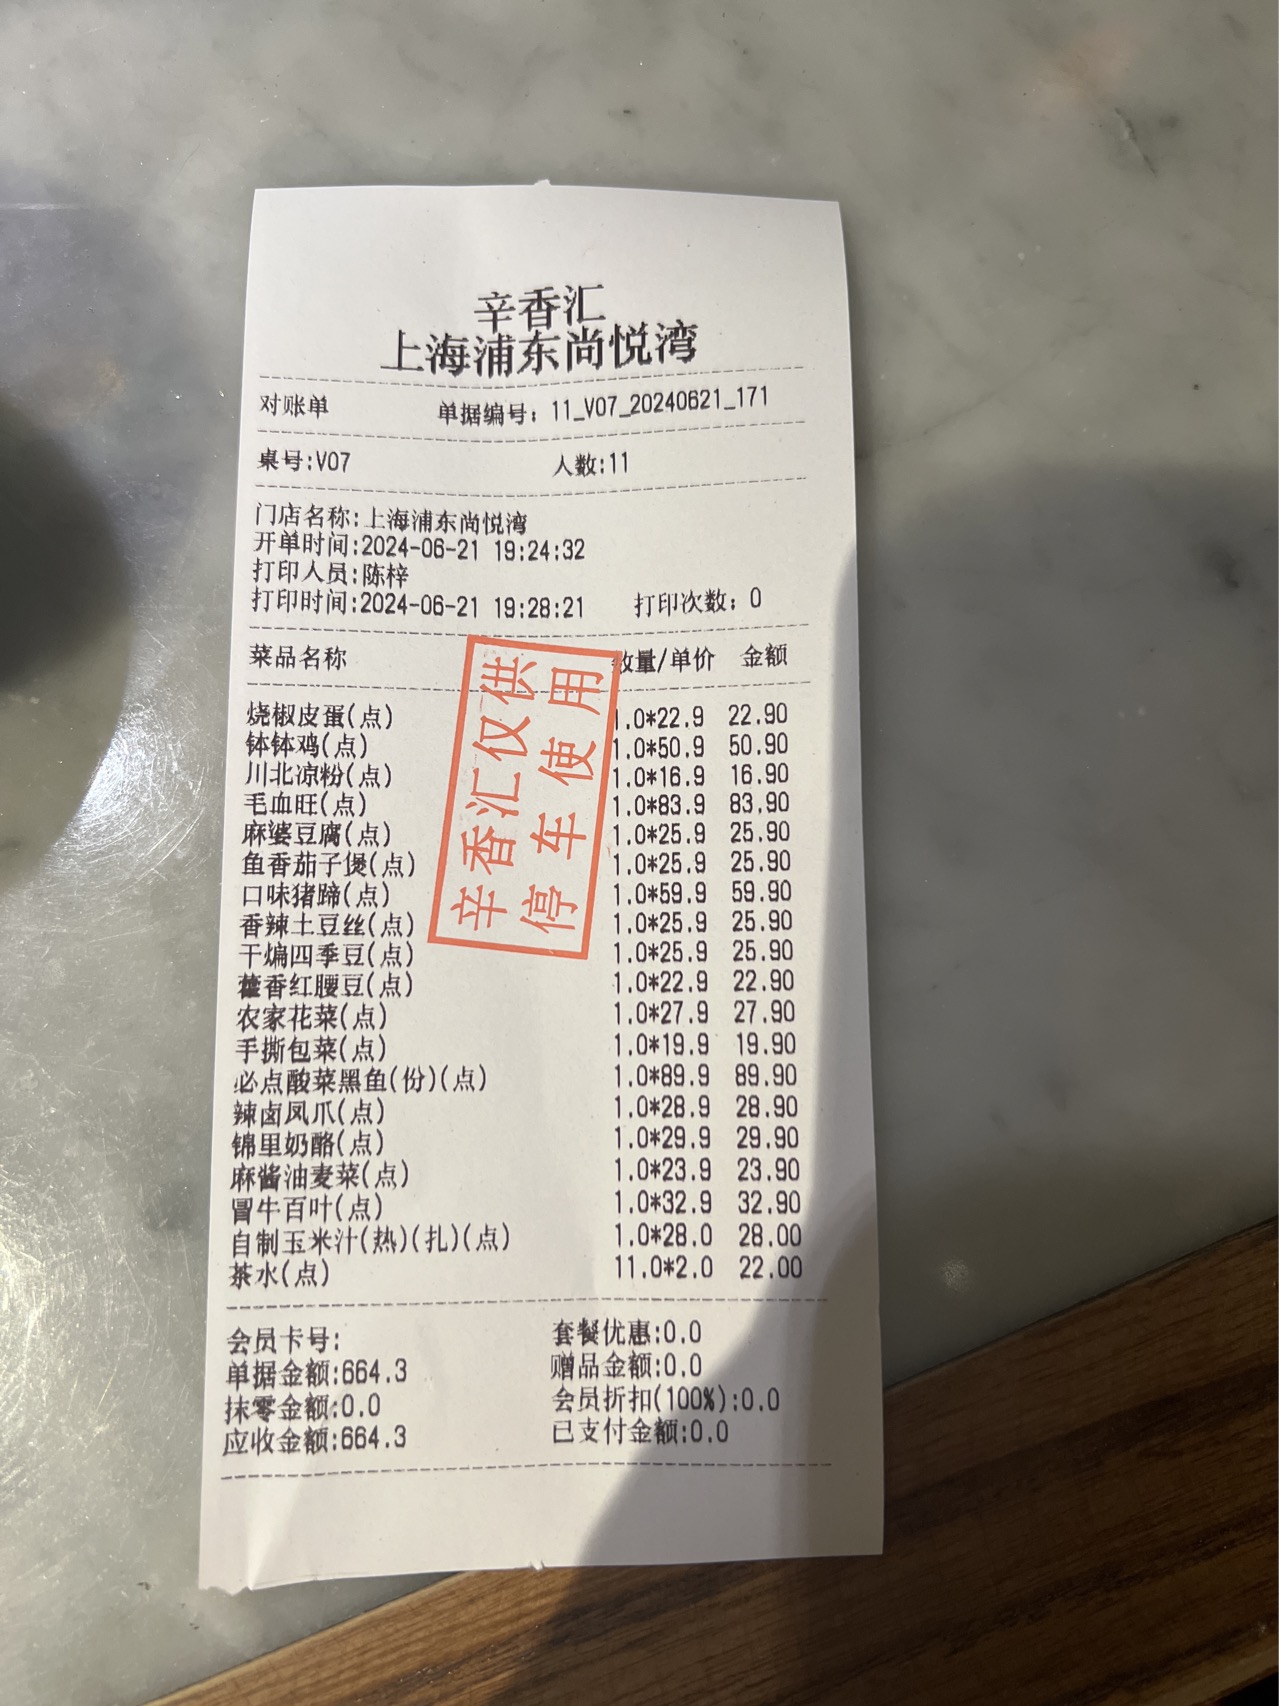 辛香汇
上海浦东尚悦湾
对账单 单据编号: 11_V07_20240621_171
桌号:V07 人数:11
门店名称:上海浦东尚悦湾
开单时间:2024-06-21 19:24:32
打印人员:陈梓
打印时间:2024-06-21 19:28:21 打印次数: 0
菜品名称 数量/单价 金额
烧椒皮蛋(点) 1.0*22.9 22.90
钵钵鸡(点) 1.0*50.9 50.90
川北凉粉(点) 1.0*16.9 16.90
毛血旺(点) 1.0*83.9 83.90
麻婆豆腐(点) 1.0*25.9 25.90
鱼香茄子煲(点) 1.0*25.9 25.90
口味猪蹄(点) 1.0*59.9 59.90
香辣土豆丝(点) 1.0*25.9 25.90
干煸四季豆(点) 1.0*25.9 25.90
藿香红腰豆(点) 1.0*22.9 22.90
农家花菜(点) 1.0*27.9 27.90
手撕包菜(点) 1.0*19.9 19.90
必点酸菜黑鱼(份)(点) 1.0*89.9 89.90
辣卤凤爪(点) 1.0*28.9 28.90
锦里奶酪(点) 1.0*29.9 29.90
麻酱油麦菜(点) 1.0*23.9 23.90
冒牛百叶(点) 1.0*32.9 32.90
自制玉米汁(热)(扎)(点) 1.0*28.0 28.00
茶水(点) 11.0*2.0 22.00
会员卡号: 套餐优惠:0.0
单据金额:664.3 赠品金额:0.0
抹零金额:0.0 会员折扣(100%):0.0
应收金额:664.3 已支付金额:0.0
辛香汇仅供
停车使用